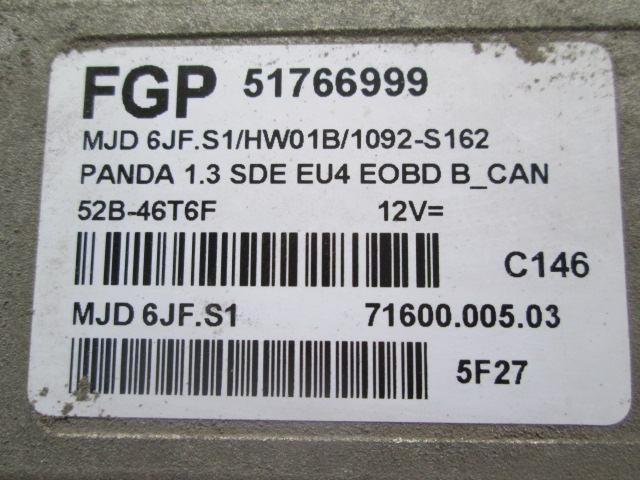 FGP 51766999
MJD 6JF.S1/HW01B/1092-S162
PANDA 1.3 SDE EU4 EOBD B_CAN
52B-46T6F 12V=
C146
MJD 6JF.S1 71600.005.03
5F27